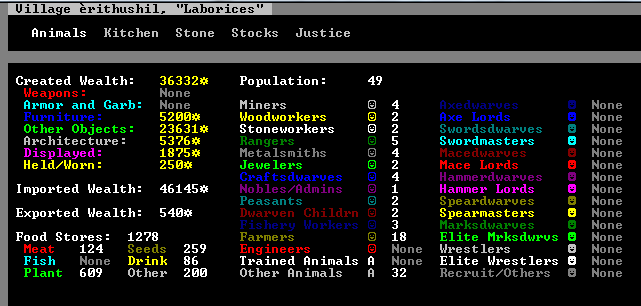 Village èrithushil, "Laborices"
Animals Kitchen Stone Stocks Justice
Created Wealth: 36332☼ Population: 49
Weapons: None
Armor and Garb: None Miners ☺ 4 Axedwarves ☺ None
Furniture: 5200☼ Woodworkers ☺ 2 Axe Lords ☺ None
Other Objects: 23631☼ Stoneworkers ☺ 2 Swordsdwarves ☺ None
Architecture: 5376☼ Rangers ☺ 5 Swordmasters ☺ None
Displayed: 1875☼ Metalsmiths ☺ 4 Macedwarves ☺ None
Held/Worn: 250☼ Jewelers ☺ 2 Mace Lords ☺ None
Craftsdwarves ☺ 4 Hammerdwarves ☺ None
Imported Wealth: 46145☼ Nobles/Admins ☺ 1 Hammer Lords ☺ None
Peasants ☺ 2 Speardwarves ☺ None
Exported Wealth: 540☼ Dwarven Childrn ☺ 2 Spearmasters ☺ None
Fishery Workers ☺ 3 Marksdwarves ☺ None
Food Stores: 1278 Farmers ☺ 18 Elite Mrksdwrvs ☺ None
Meat 124 Seeds 259 Engineers ☺ None Wrestlers ☺ None
Fish None Drink 86 Trained Animals A None Elite Wrestlers ☺ None
Plant 609 Other 200 Other Animals A 32 Recruit/Others ☺ None